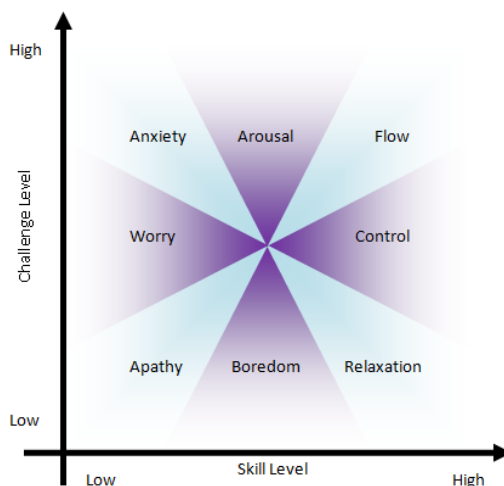 High
Anxiety
Arousal
Flow
Challenge Level
Worry
Control
Apathy
Boredom
Relaxation
Low
Low
Skill Level
High